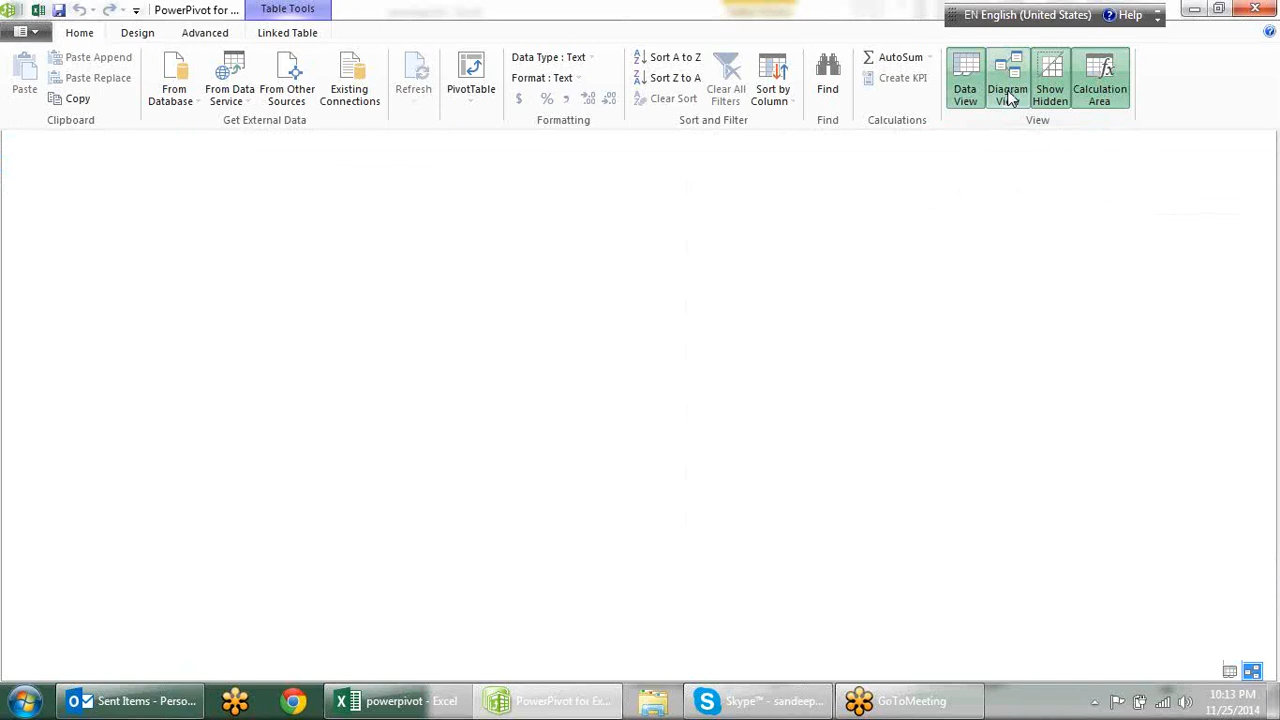 PowerPivot for ...
Table Tools
EN English (United States)
Help
Home
Design
Advanced
Linked Table
Paste
Paste Append
Paste Replace
Copy
Clipboard
From
Database
From Data
Service
From Other
Sources
Existing
Connections
Get External Data
Refresh
PivotTable
Data Type : Text
Format : Text
$ % .00 .00
Formatting
Sort A to Z
Sort Z to A
Clear Sort
Clear All
Filters
Sort by
Column
Sort and Filter
Find
Find
AutoSum
Create KPI
Calculations
Data
View
Diagram
View
Show
Hidden
Calculation
Area
View
Sent Items - Perso...
powerpivot - Excel
PowerPivot for Ex...
Skype™ - sandeep...
GoToMeeting
10:13 PM
11/25/2014